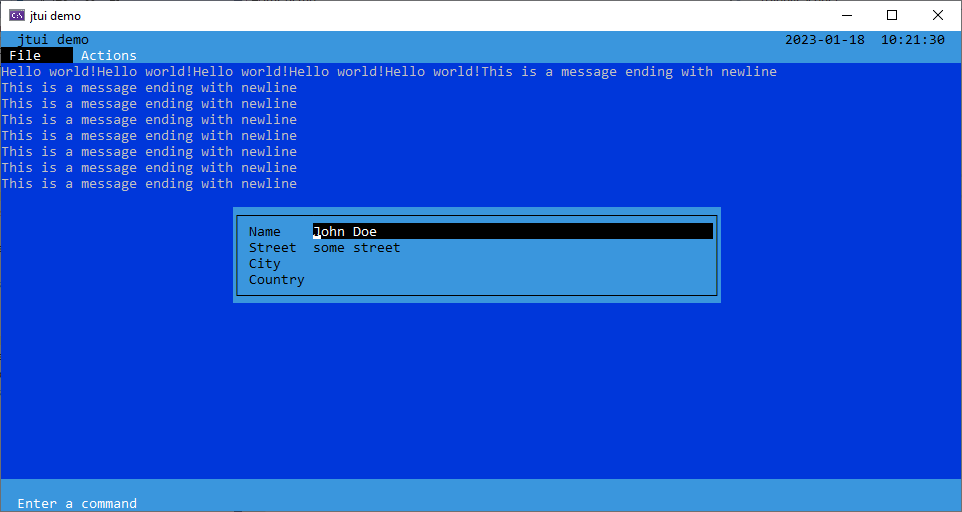 jtui demo
jtui demo 2023-01-18 10:21:30
File Actions
Hello world!Hello world!Hello world!Hello world!Hello world!This is a message ending with newline
This is a message ending with newline
This is a message ending with newline
This is a message ending with newline
This is a message ending with newline
This is a message ending with newline
This is a message ending with newline
This is a message ending with newline
Name John Doe
Street some street
City
Country
Enter a command